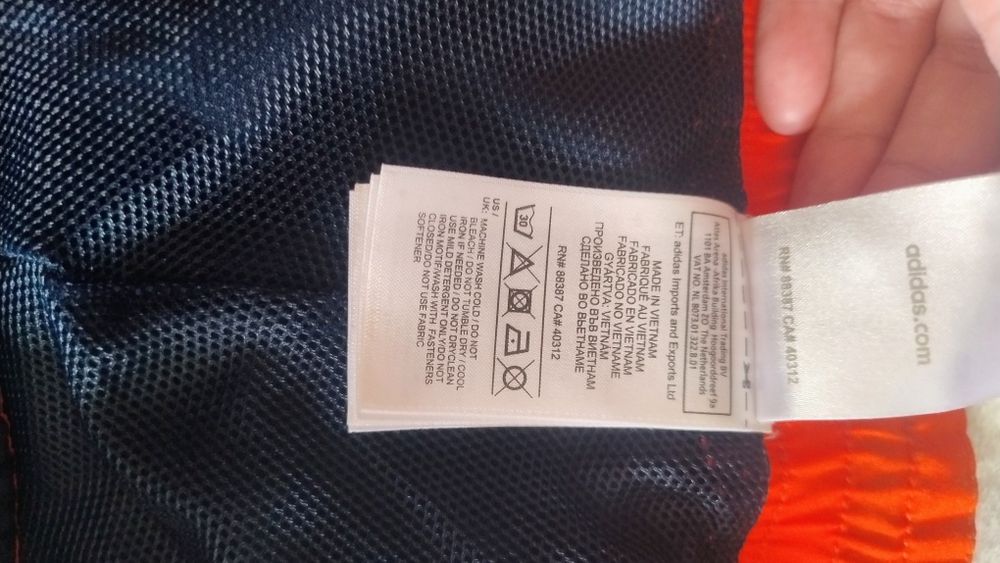 adidas.com
RN# 88387 CA# 40312
adidas International Trading BV
Atlas Arena -Afrika Building Hoogoorddreef 9a
1101 BA Amsterdam ZO The Netherlands
VAT NO. NL 8073.01.322.B.01
ET: adidas Imports and Exports Ltd
MADE IN VIETNAM
FABRIQUÉ AU VIETNAM
FABRICADO EN VIETNAM
FABRICADO NO VIETNAME
GYÁRTVA: VIETNAM
ПРОИЗВЕДЕНО ВЪВ ВИЕТНАМ
СДЕЛАНО ВО ВЬЕТНАМЕ
RN# 88387 CA# 40312
30
US /
UK: MACHINE WASH COLD / DO NOT
BLEACH / DO NOT TUMBLE DRY / COOL
IRON IF NEEDED / DO NOT DRYCLEAN
USE MILD DETERGENT ONLY/DO NOT
IRON MOTIF/WASH WITH FASTENERS
CLOSED/DO NOT USE FABRIC
SOFTENER